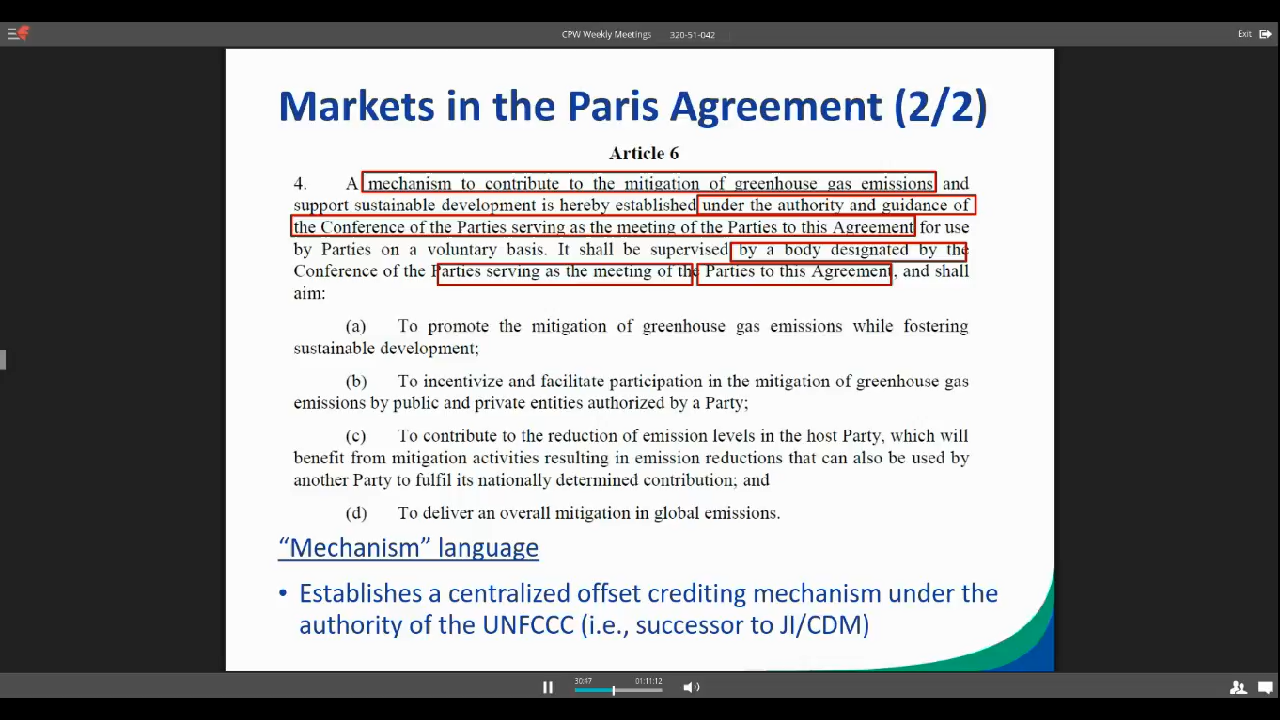 CPW Weekly Meetings 320-51-042
Exit
Markets in the Paris Agreement (2/2)
Article 6
4. A mechanism to contribute to the mitigation of greenhouse gas emissions and
support sustainable development is hereby established under the authority and guidance of
the Conference of the Parties serving as the meeting of the Parties to this Agreement for use
by Parties on a voluntary basis. It shall be supervised by a body designated by the
Conference of the Parties serving as the meeting of the Parties to this Agreement, and shall
aim:
(a) To promote the mitigation of greenhouse gas emissions while fostering
sustainable development;
(b) To incentivize and facilitate participation in the mitigation of greenhouse gas
emissions by public and private entities authorized by a Party;
(c) To contribute to the reduction of emission levels in the host Party, which will
benefit from mitigation activities resulting in emission reductions that can also be used by
another Party to fulfil its nationally determined contribution; and
(d) To deliver an overall mitigation in global emissions.
“Mechanism” language
• Establishes a centralized offset crediting mechanism under the
authority of the UNFCCC (i.e., successor to JI/CDM)
30:47 01:11:12